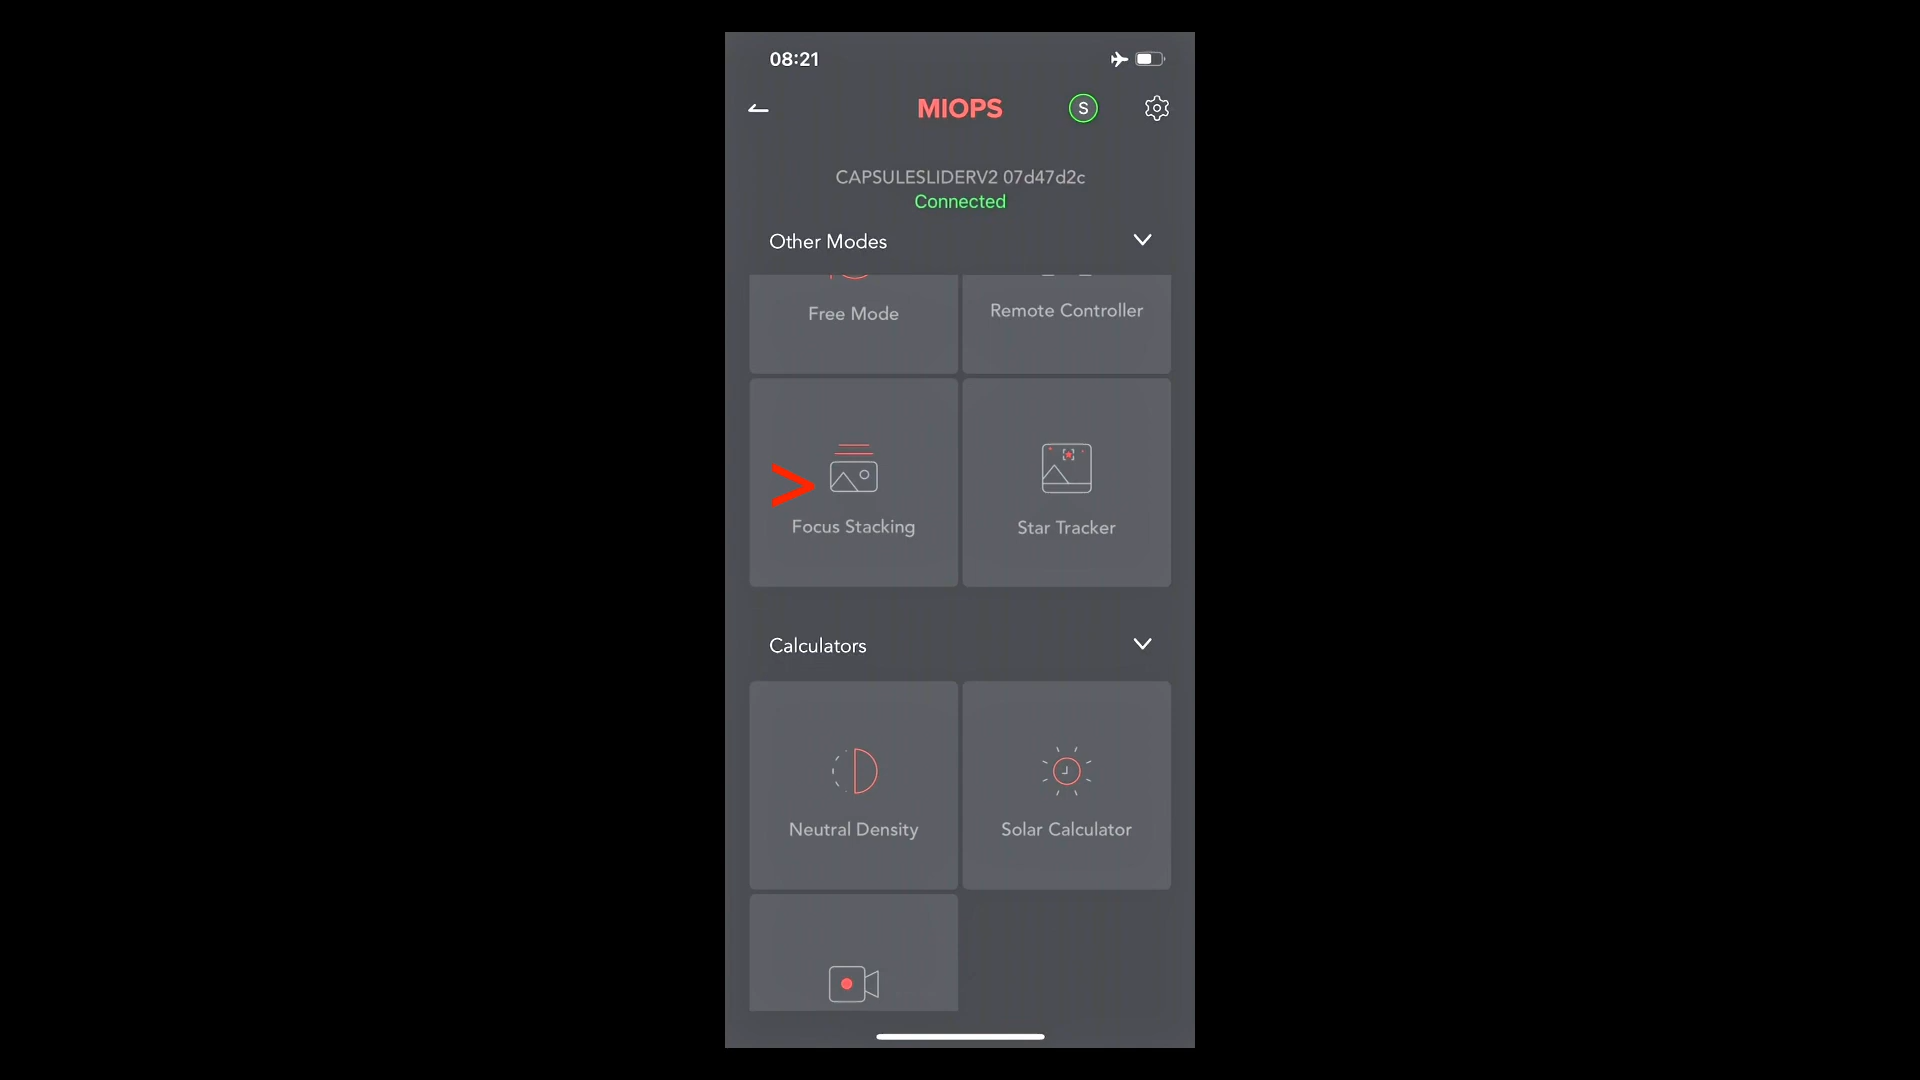 08:21
MIOPS
S
CAPSULESLIDERV2 07d47d2c
Connected
Other Modes
Free Mode
Remote Controller
>
Focus Stacking
Star Tracker
Calculators
Neutral Density
Solar Calculator